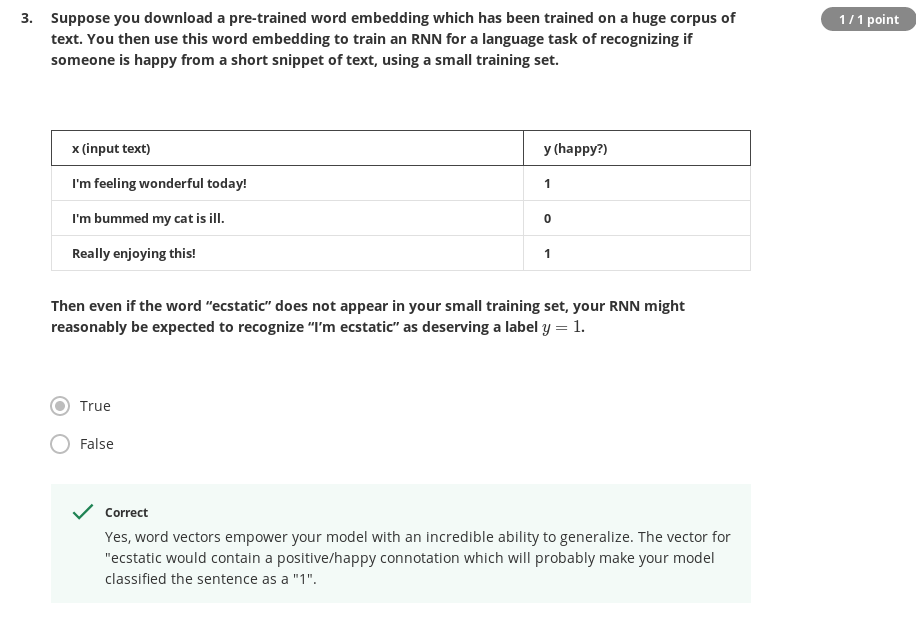 3. Suppose you download a pre-trained word embedding which has been trained on a huge corpus of
1 / 1 point
text. You then use this word embedding to train an RNN for a language task of recognizing if
someone is happy from a short snippet of text, using a small training set.
x (input text) y (happy?)
I'm feeling wonderful today! 1
I'm bummed my cat is ill. 0
Really enjoying this! 1
Then even if the word “ecstatic” does not appear in your small training set, your RNN might
reasonably be expected to recognize “I’m ecstatic” as deserving a label y = 1.
True
False
Correct
Yes, word vectors empower your model with an incredible ability to generalize. The vector for
"ecstatic would contain a positive/happy connotation which will probably make your model
classified the sentence as a "1".